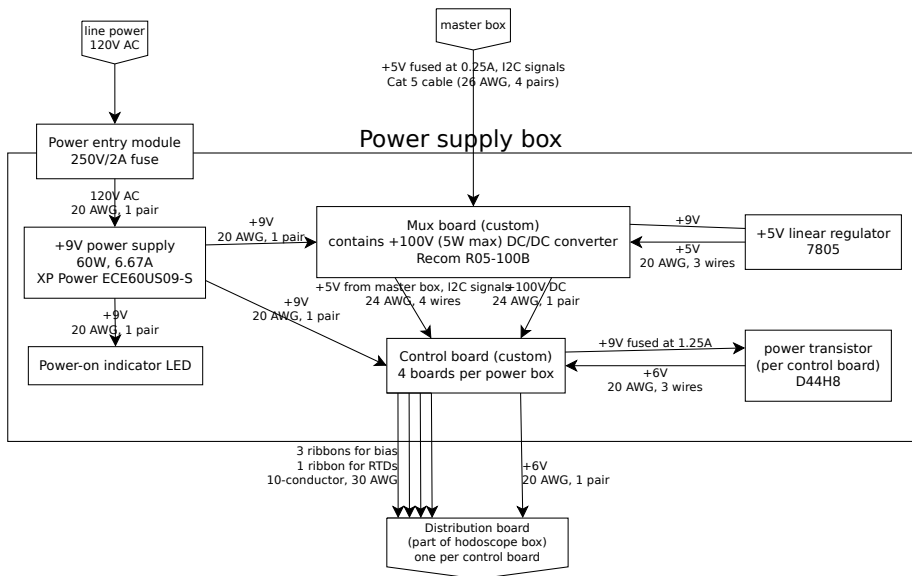 line power
120V AC
master box
+5V fused at 0.25A, I2C signals
Cat 5 cable (26 AWG, 4 pairs)
Power supply box
Power entry module
250V/2A fuse
120V AC
20 AWG, 1 pair
+9V power supply
60W, 6.67A
XP Power ECE60US09-S
+9V
20 AWG, 1 pair
Mux board (custom)
contains +100V (5W max) DC/DC converter
Recom R05-100B
+9V
+5V
20 AWG, 3 wires
+5V linear regulator
7805
+9V
20 AWG, 1 pair
Power-on indicator LED
+9V
20 AWG, 1 pair
+5V from master box, I2C signals
24 AWG, 4 wires
+100V DC
24 AWG, 1 pair
Control board (custom)
4 boards per power box
+9V fused at 1.25A
+6V
20 AWG, 3 wires
power transistor
(per control board)
D44H8
3 ribbons for bias
1 ribbon for RTDs
10-conductor, 30 AWG
+6V
20 AWG, 1 pair
Distribution board
(part of hodoscope box)
one per control board